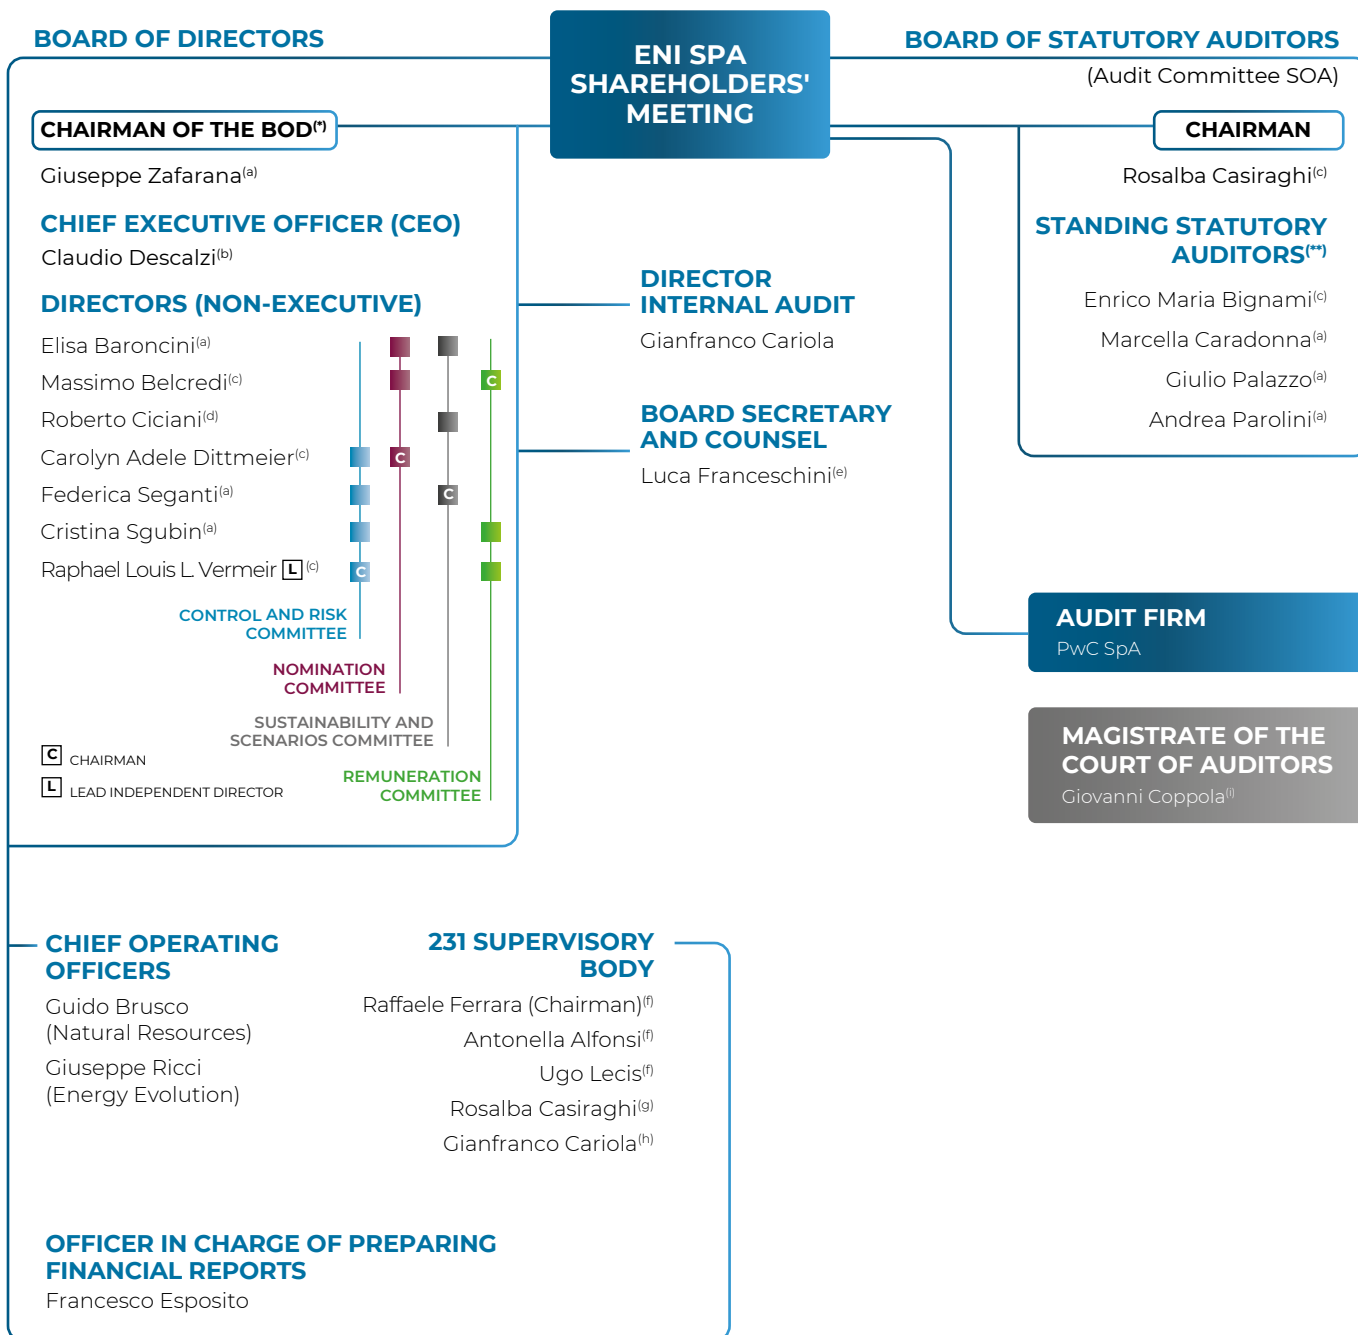 BOARD OF DIRECTORS
ENI SPA
SHAREHOLDERS'
MEETING
BOARD OF STATUTORY AUDITORS
(Audit Committee SOA)
CHAIRMAN OF THE BOD(*)
Giuseppe Zafarana(a)
CHIEF EXECUTIVE OFFICER (CEO)
Claudio Descalzi(b)
DIRECTORS (NON-EXECUTIVE)
Elisa Baroncini(a)
Massimo Belcredi(c)
C
Roberto Ciciani(d)
Carolyn Adele Dittmeier(c)
C
Federica Seganti(a)
C
Cristina Sgubin(a)
Raphael Louis L. Vermeir L (c)
C
CONTROL AND RISK
COMMITTEE
NOMINATION
COMMITTEE
SUSTAINABILITY AND
SCENARIOS COMMITTEE
REMUNERATION
COMMITTEE
C CHAIRMAN
L LEAD INDEPENDENT DIRECTOR
DIRECTOR
INTERNAL AUDIT
Gianfranco Cariola
BOARD SECRETARY
AND COUNSEL
Luca Franceschini(e)
CHAIRMAN
Rosalba Casiraghi(c)
STANDING STATUTORY
AUDITORS(**)
Enrico Maria Bignami(c)
Marcella Caradonna(a)
Giulio Palazzo(a)
Andrea Parolini(a)
AUDIT FIRM
PwC SpA
MAGISTRATE OF THE
COURT OF AUDITORS
Giovanni Coppola(i)
CHIEF OPERATING
OFFICERS
Guido Brusco
(Natural Resources)
Giuseppe Ricci
(Energy Evolution)
231 SUPERVISORY
BODY
Raffaele Ferrara (Chairman)(f)
Antonella Alfonsi(f)
Ugo Lecis(f)
Rosalba Casiraghi(g)
Gianfranco Cariola(h)
OFFICER IN CHARGE OF PREPARING
FINANCIAL REPORTS
Francesco Esposito